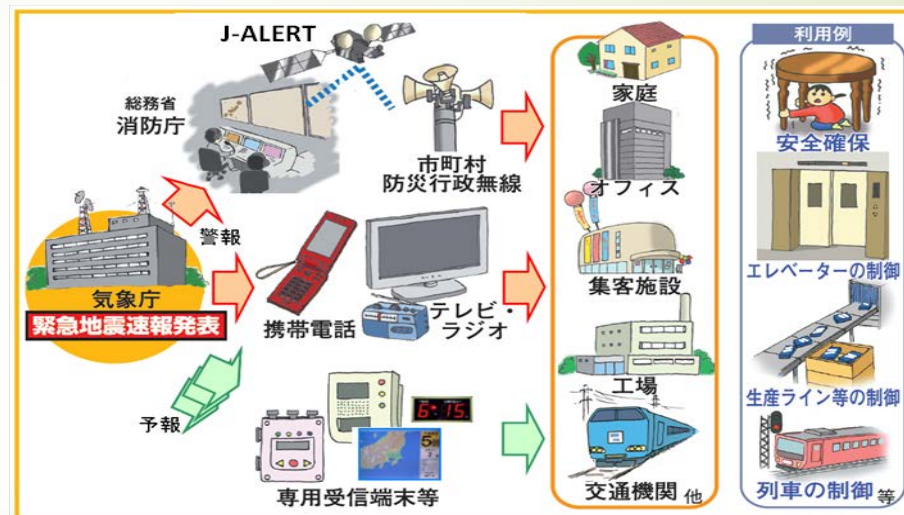 J-ALERT
総務省
消防庁
市町村
防災行政無線
警報
気象庁
緊急地震速報発表
携帯電話
テレビ・
ラジオ
予報
6 15
専用受信端末等
家庭
オフィス
集客施設
工場
交通機関 他
利用例
安全確保
エレベーターの制御
生産ライン等の制御
列車の制御 等